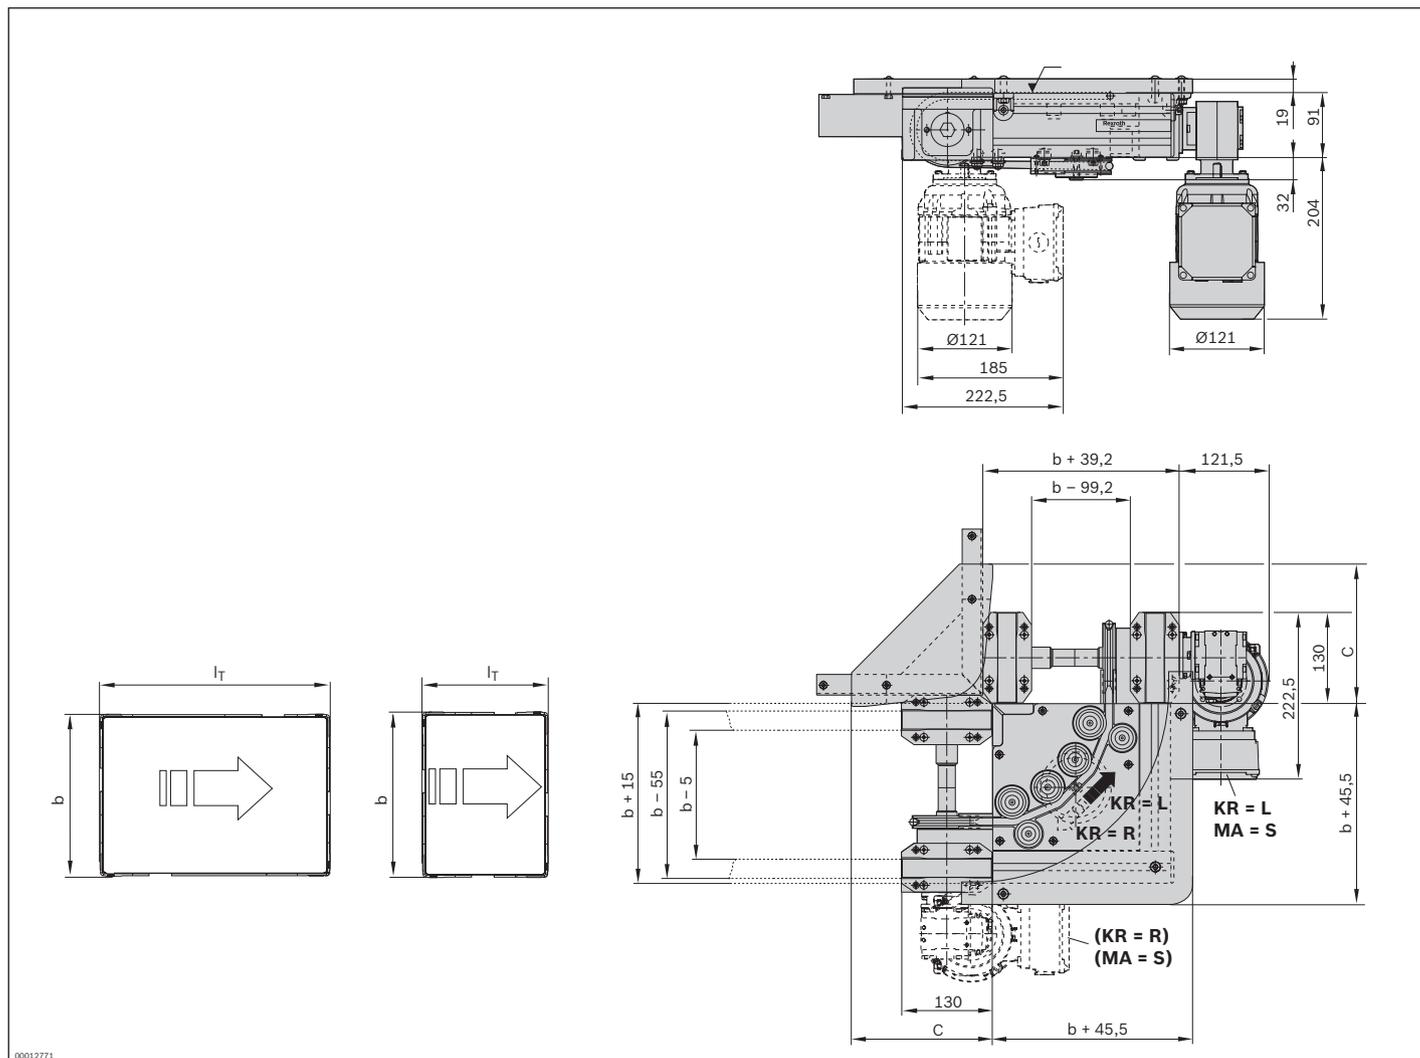 Rexroth
19
91
32
204
Ø121
Ø121
185
222,5
b + 39,2
121,5
b – 99,2
C
130
222,5
l_T
l_T
b
b
b + 15
b – 55
b – 5
KR = L
KR = R
KR = L
MA = S
b + 45,5
(KR = R)
(MA = S)
130
C
b + 45,5
00012771